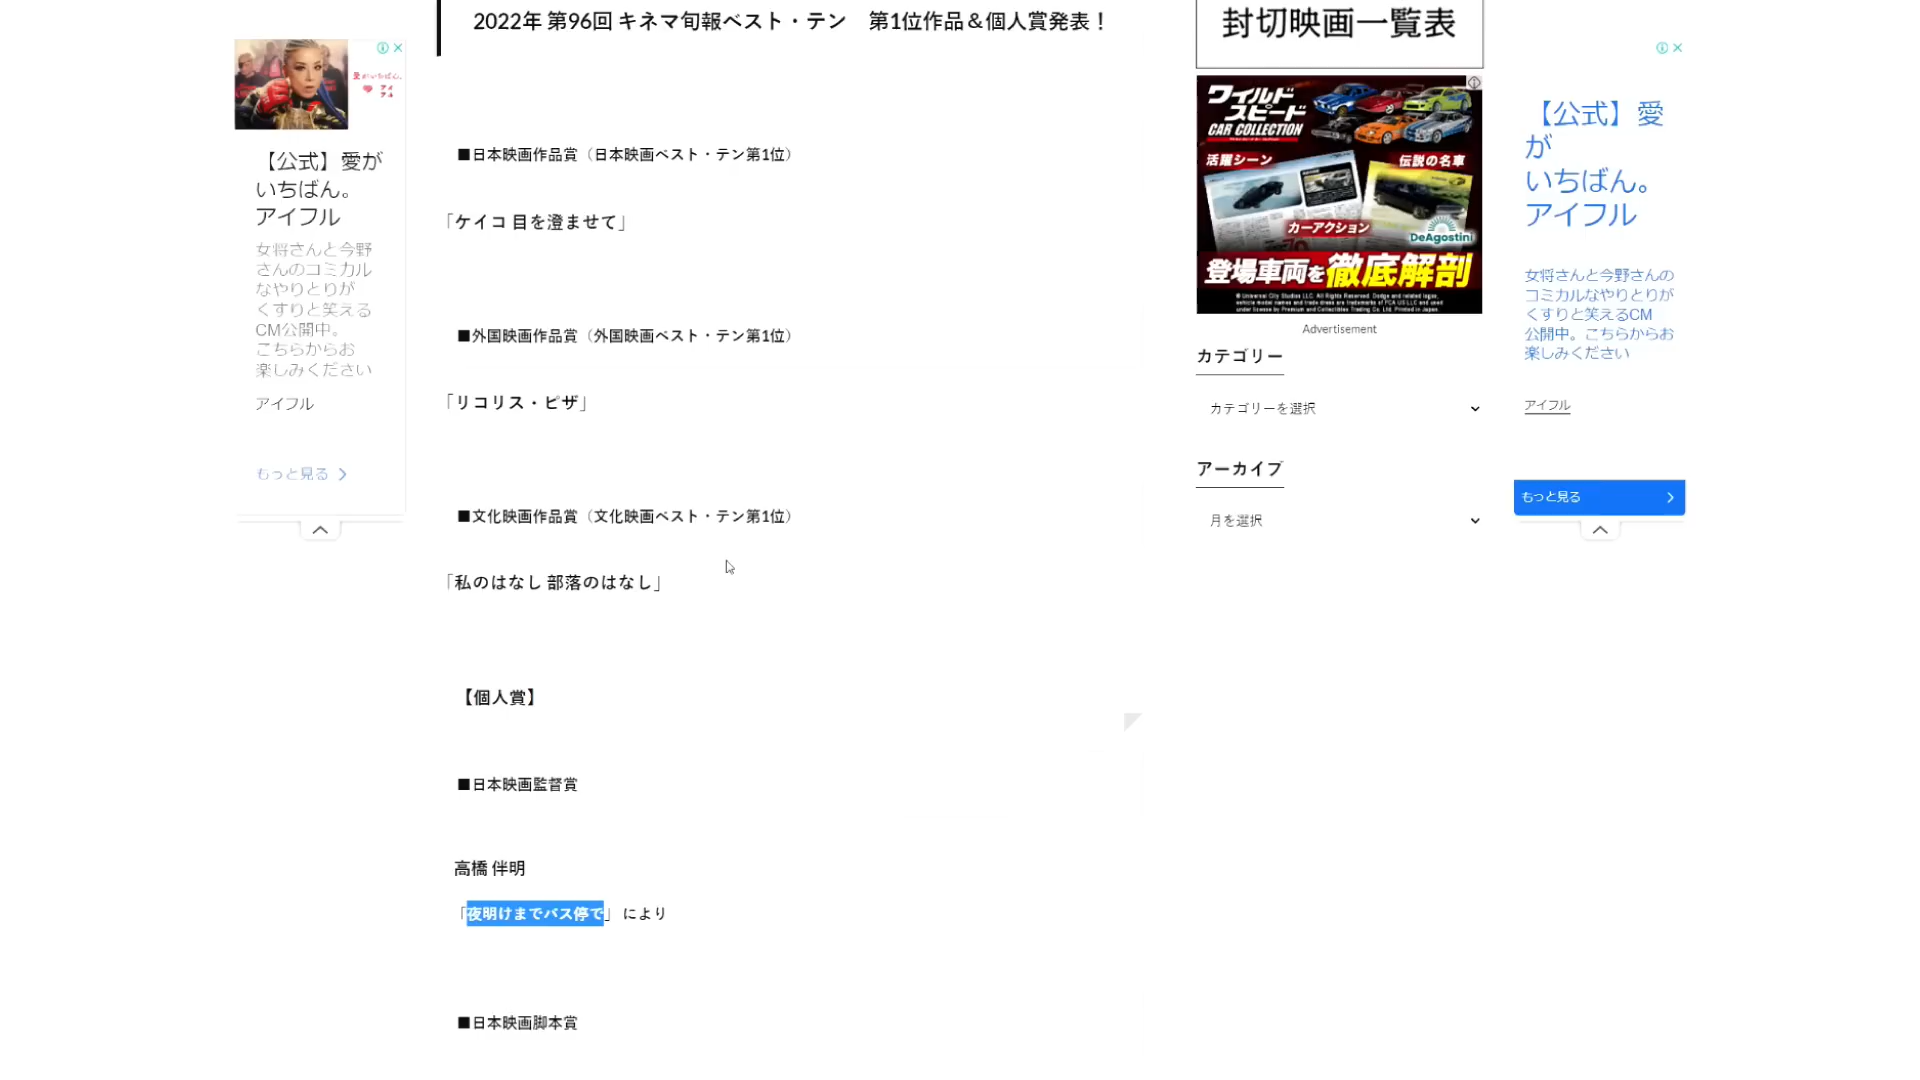 2022年 第96回 キネマ旬報ベスト・テン　第1位作品＆個人賞発表！
■日本映画作品賞（日本映画ベスト・テン第1位）
「ケイコ 目を澄ませて」
■外国映画作品賞（外国映画ベスト・テン第1位）
「リコリス・ピザ」
■文化映画作品賞（文化映画ベスト・テン第1位）
「私のはなし 部落のはなし」
【個人賞】
■日本映画監督賞
高橋 伴明
「夜明けまでバス停で」 により
■日本映画脚本賞
愛がいちばん。
アイフル
【公式】愛が
いちばん。
アイフル
女将さんと今野
さんのコミカル
なやりとりが
くすりと笑える
CM公開中。
こちらからお
楽しみください
アイフル
もっと見る
封切映画一覧表
ワイルド
スピード
CAR COLLECTION
活躍シーン
伝説の名車
カーアクション
DeAgostini
登場車両を徹底解剖
Advertisement
カテゴリー
カテゴリーを選択
アーカイブ
月を選択
【公式】愛
が
いちばん。
アイフル
女将さんと今野さんの
コミカルなやりとりが
くすりと笑えるCM
公開中。こちらからお
楽しみください
アイフル
もっと見る